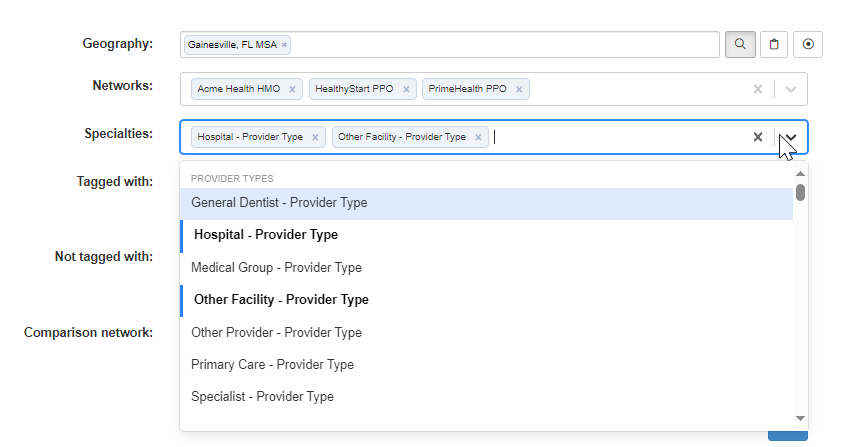 Geography: Gainesville, FL MSA ×
Networks: Acme Health HMO × HealthyStart PPO × PrimeHealth PPO ×
Specialties: Hospital - Provider Type × Other Facility - Provider Type ×
Tagged with:
PROVIDER TYPES
General Dentist - Provider Type
Hospital - Provider Type
Not tagged with:
Medical Group - Provider Type
Other Facility - Provider Type
Comparison network:
Other Provider - Provider Type
Primary Care - Provider Type
Specialist - Provider Type